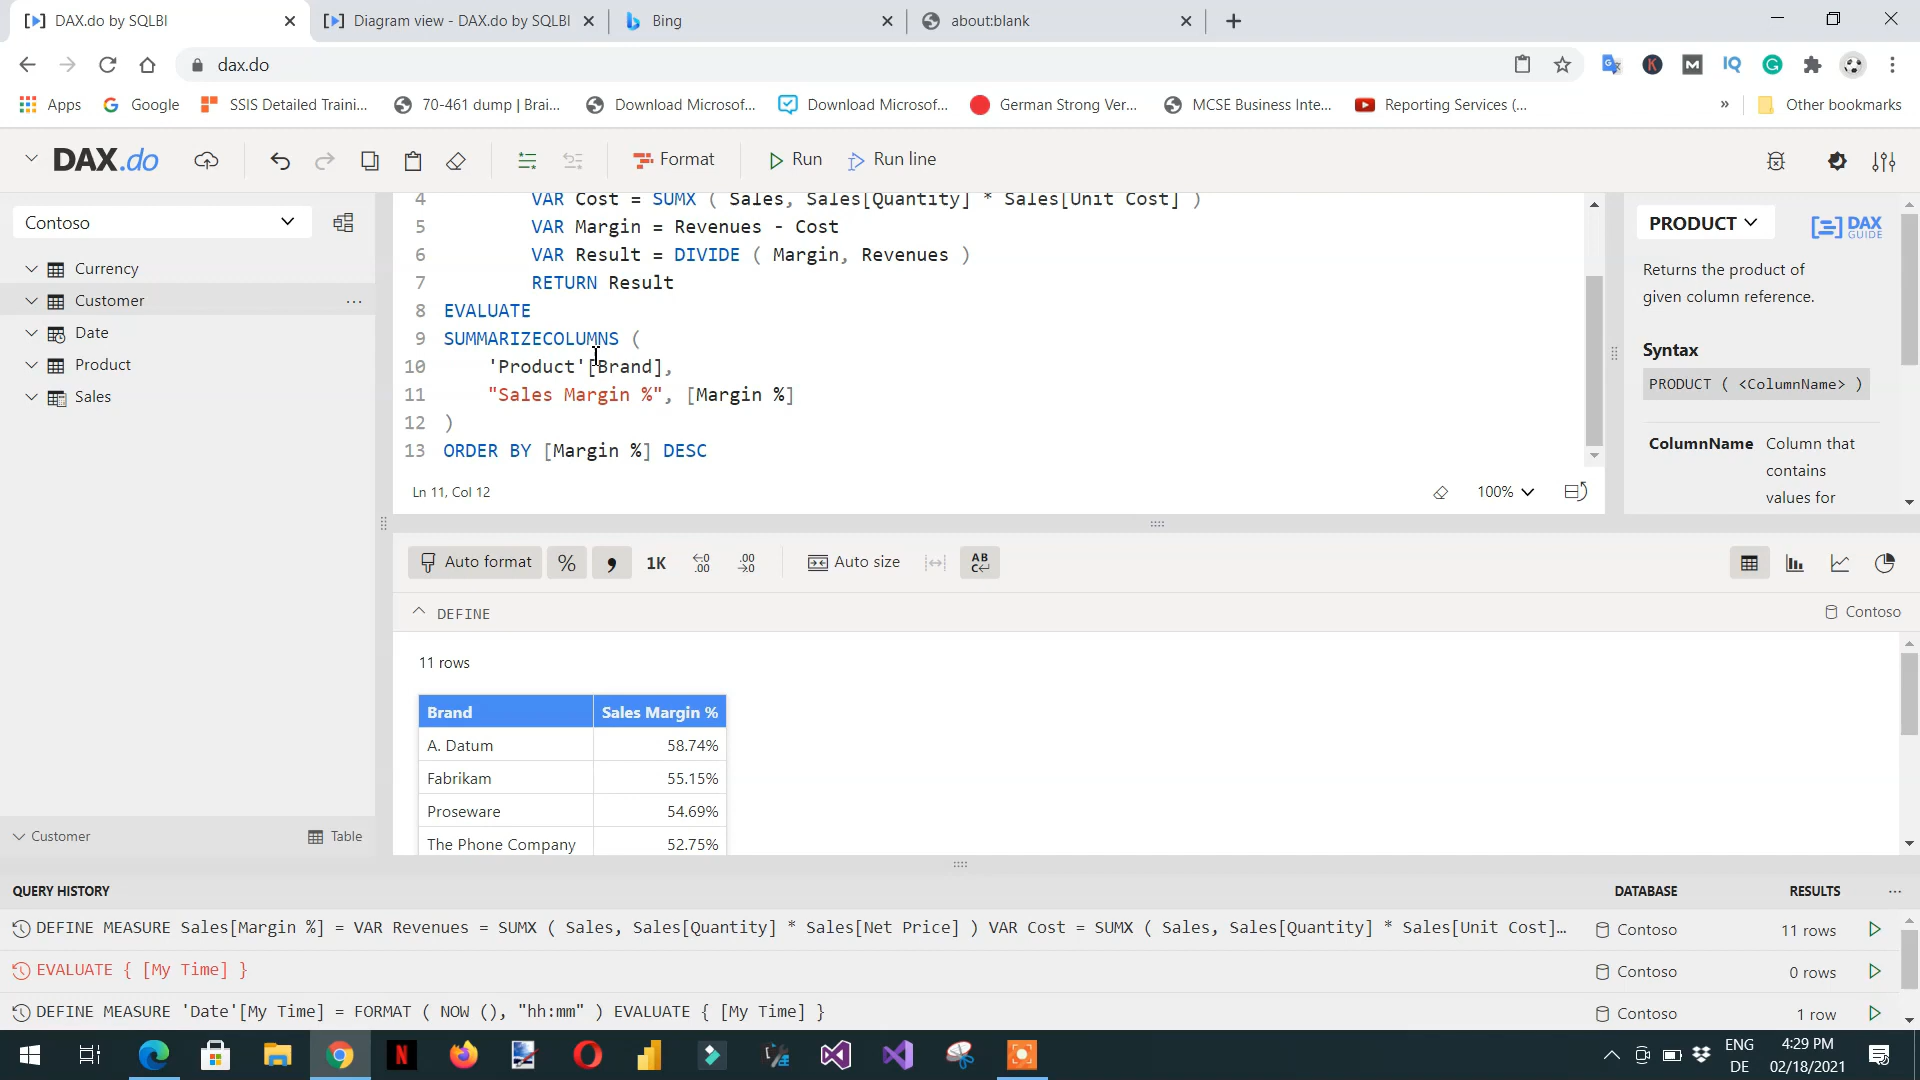 DAX.do by SQLBI
Diagram view - DAX.do by SQLBI
Bing
about:blank
dax.do
Apps
Google
SSIS Detailed Traini...
70-461 dump | Brai...
Download Microsof...
Download Microsof...
German Strong Ver...
MCSE Business Inte...
Reporting Services (...
»
Other bookmarks
DAX.do
Format
Run
Run line
Contoso
Currency
Customer
...
Date
Product
Sales
Customer
Table
4 VAR Cost = SUMX ( Sales, Sales[Quantity] * Sales[Unit Cost] )
5 VAR Margin = Revenues - Cost
6 VAR Result = DIVIDE ( Margin, Revenues )
7 RETURN Result
8 EVALUATE
9 SUMMARIZECOLUMNS (
10 'Product'[Brand],
11 "Sales Margin %", [Margin %]
12 )
13 ORDER BY [Margin %] DESC
Ln 11, Col 12
100%
PRODUCT
DAX
GUIDE
Returns the product of
given column reference.
Syntax
PRODUCT ( <ColumnName> )
ColumnName Column that
contains
values for
Auto format
%
,
1K
←0
.00
.00
→0
Auto size
AB
C
DEFINE
Contoso
11 rows
Brand Sales Margin %
A. Datum 58.74%
Fabrikam 55.15%
Proseware 54.69%
The Phone Company 52.75%
QUERY HISTORY DATABASE RESULTS ...
DEFINE MEASURE Sales[Margin %] = VAR Revenues = SUMX ( Sales, Sales[Quantity] * Sales[Net Price] ) VAR Cost = SUMX ( Sales, Sales[Quantity] * Sales[Unit Cost]... Contoso 11 rows
EVALUATE { [My Time] } Contoso 0 rows
DEFINE MEASURE 'Date'[My Time] = FORMAT ( NOW (), "hh:mm" ) EVALUATE { [My Time] } Contoso 1 row
ENG
DE
4:29 PM
02/18/2021